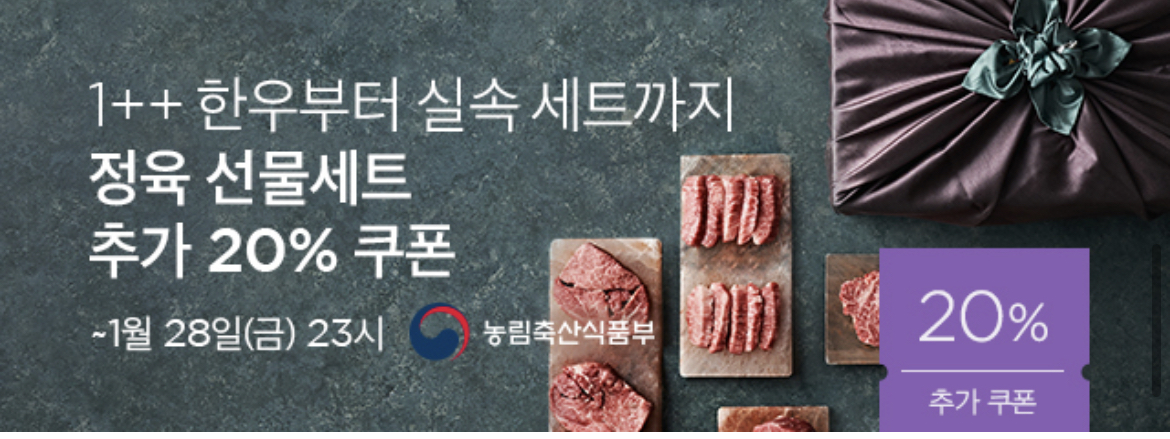 1++ 한우부터 실속 세트까지
정육 선물세트
추가 20% 쿠폰
~1월 28일(금) 23시
농림축산식품부
20%
추가 쿠폰